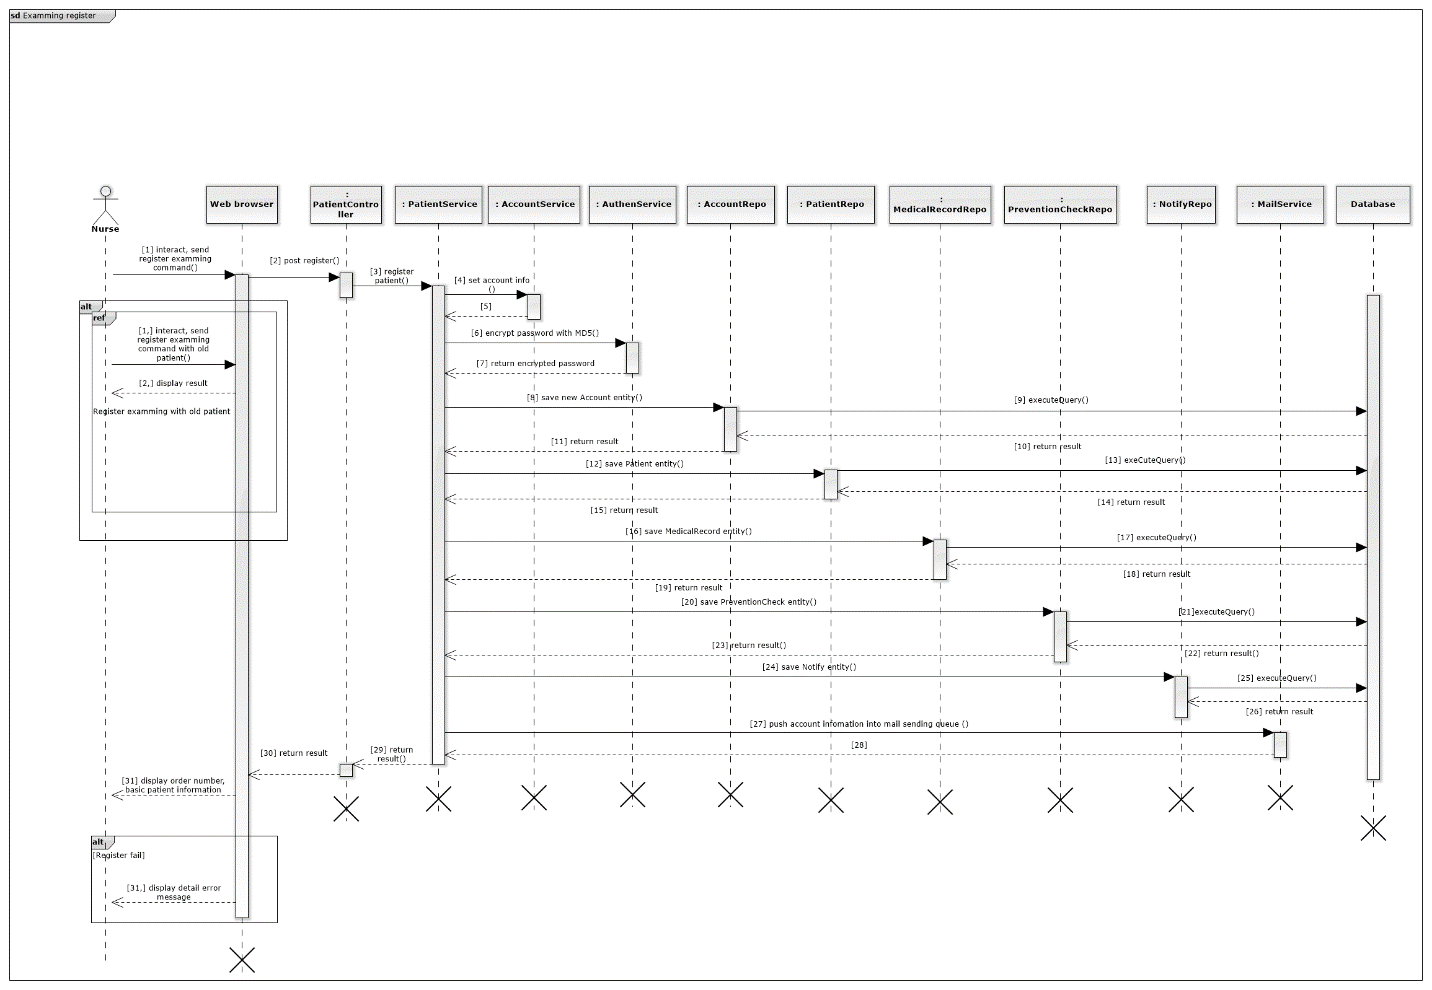 sd Examming register
Nurse
Web browser
:
PatientContro
ller
: PatientService
: AccountService
: AuthenService
: AccountRepo
: PatientRepo
:
MedicalRecordRepo
:
PreventionCheckRepo
: NotifyRepo
: MailService
Database
[1] interact, send
register examming
command()
[2] post register()
[3] register
patient()
[4] set account info
()
[5]
alt
ref
[1,] interact, send
register examming
command with old
patient()
[2,] display result
Register examming with old patient
[6] encrypt password with MD5()
[7] return encrypted password
[8] save new Account entity()
[9] executeQuery()
[10] return result
[11] return result
[12] save Patient entity()
[13] exeCuteQuery()
[14] return result
[15] return result
[16] save MedicalRecord entity()
[17] executeQuery()
[18] return result
[19] return result
[20] save PreventionCheck entity()
[21]executeQuery()
[22] return result()
[23] return result()
[24] save Notify entity()
[25] executeQuery()
[26] return result
[27] push account infomation into mail sending queue ()
[28]
[29] return
result()
[30] return result
[31] display order number,
basic patient information
alt
[Register fail]
[31,] display detail error
message